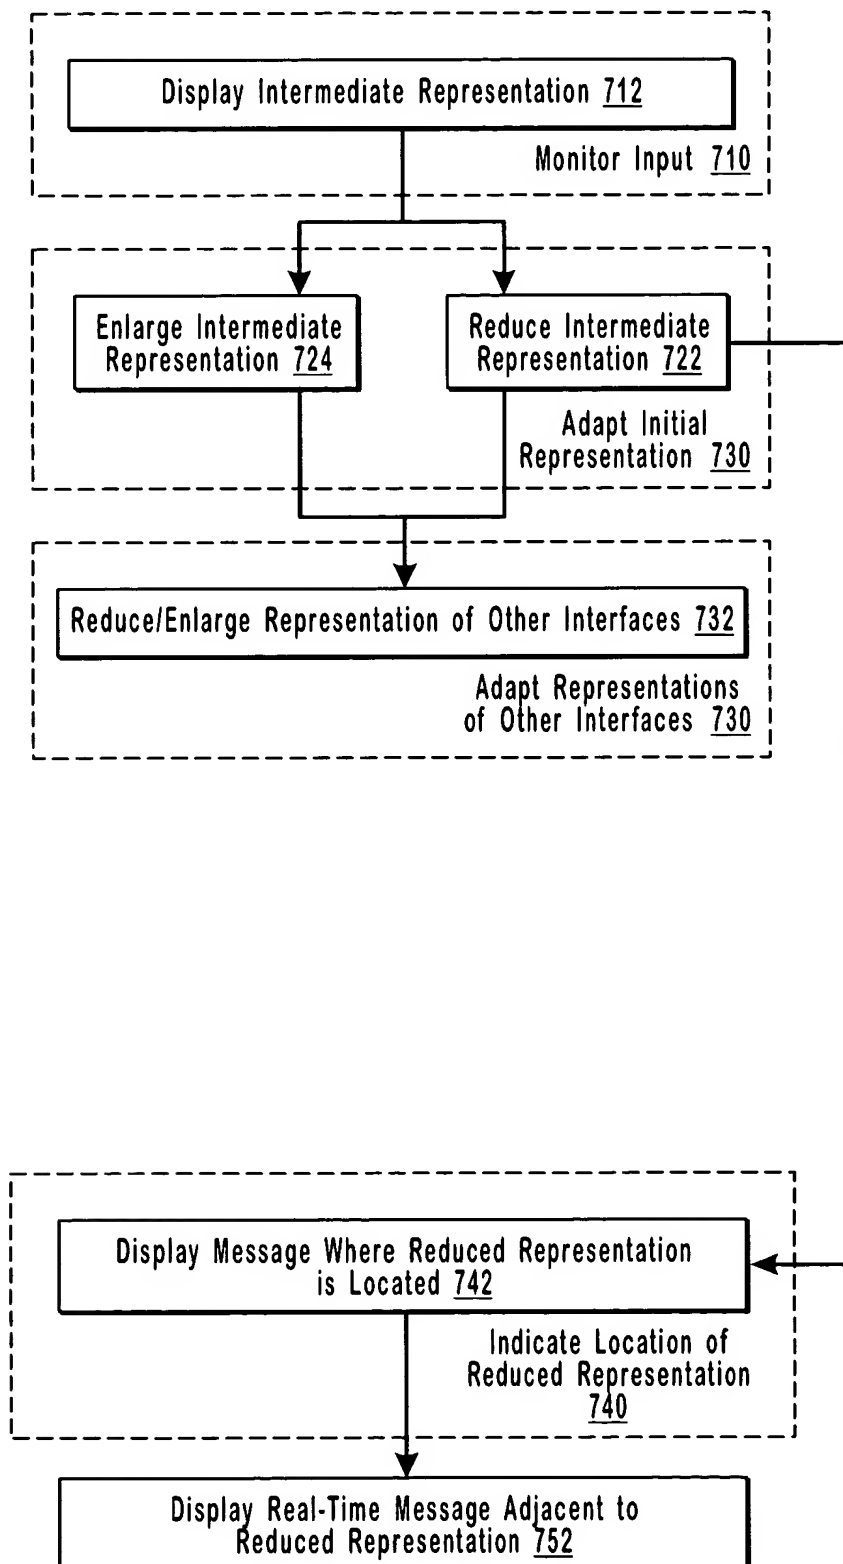 Display Intermediate Representation 712
Monitor Input 710
Enlarge Intermediate
Representation 724
Reduce Intermediate
Representation 722
Adapt Initial
Representation 730
Reduce/Enlarge Representation of Other Interfaces 732
Adapt Representations
of Other Interfaces 730
Display Message Where Reduced Representation
is Located 742
Indicate Location of
Reduced Representation
740
Display Real-Time Message Adjacent to
Reduced Representation 752